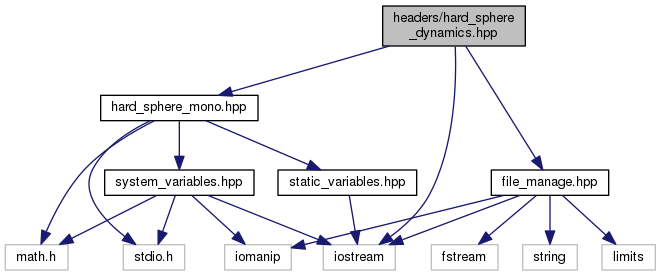 headers/hard_sphere
_dynamics.hpp
hard_sphere_mono.hpp
system_variables.hpp
static_variables.hpp
file_manage.hpp
math.h
stdio.h
iomanip
iostream
fstream
string
limits